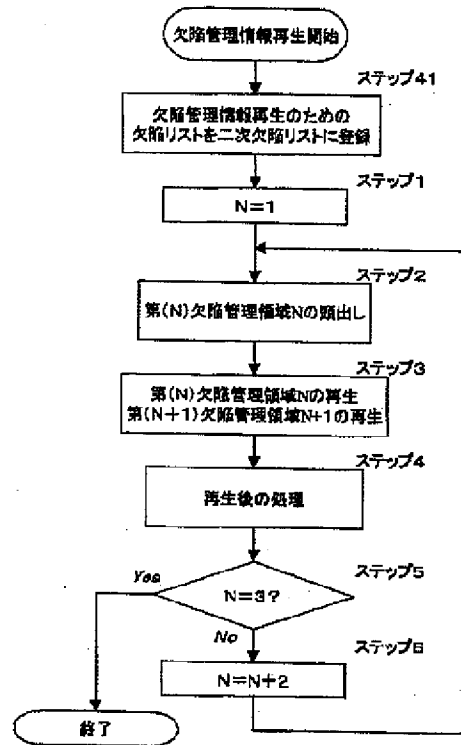 欠陥管理情報再生開始
ステップ41
欠陥管理情報再生のための
欠陥リストを二次欠陥リストに登録
ステップ1
N=1
ステップ2
第(N)欠陥管理領域Nの頭出し
ステップ3
第(N)欠陥管理領域Nの再生
第(N+1)欠陥管理領域N+1の再生
ステップ4
再生後の処理
ステップ5
Yes
N=3?
No
ステップ6
N=N+2
終了